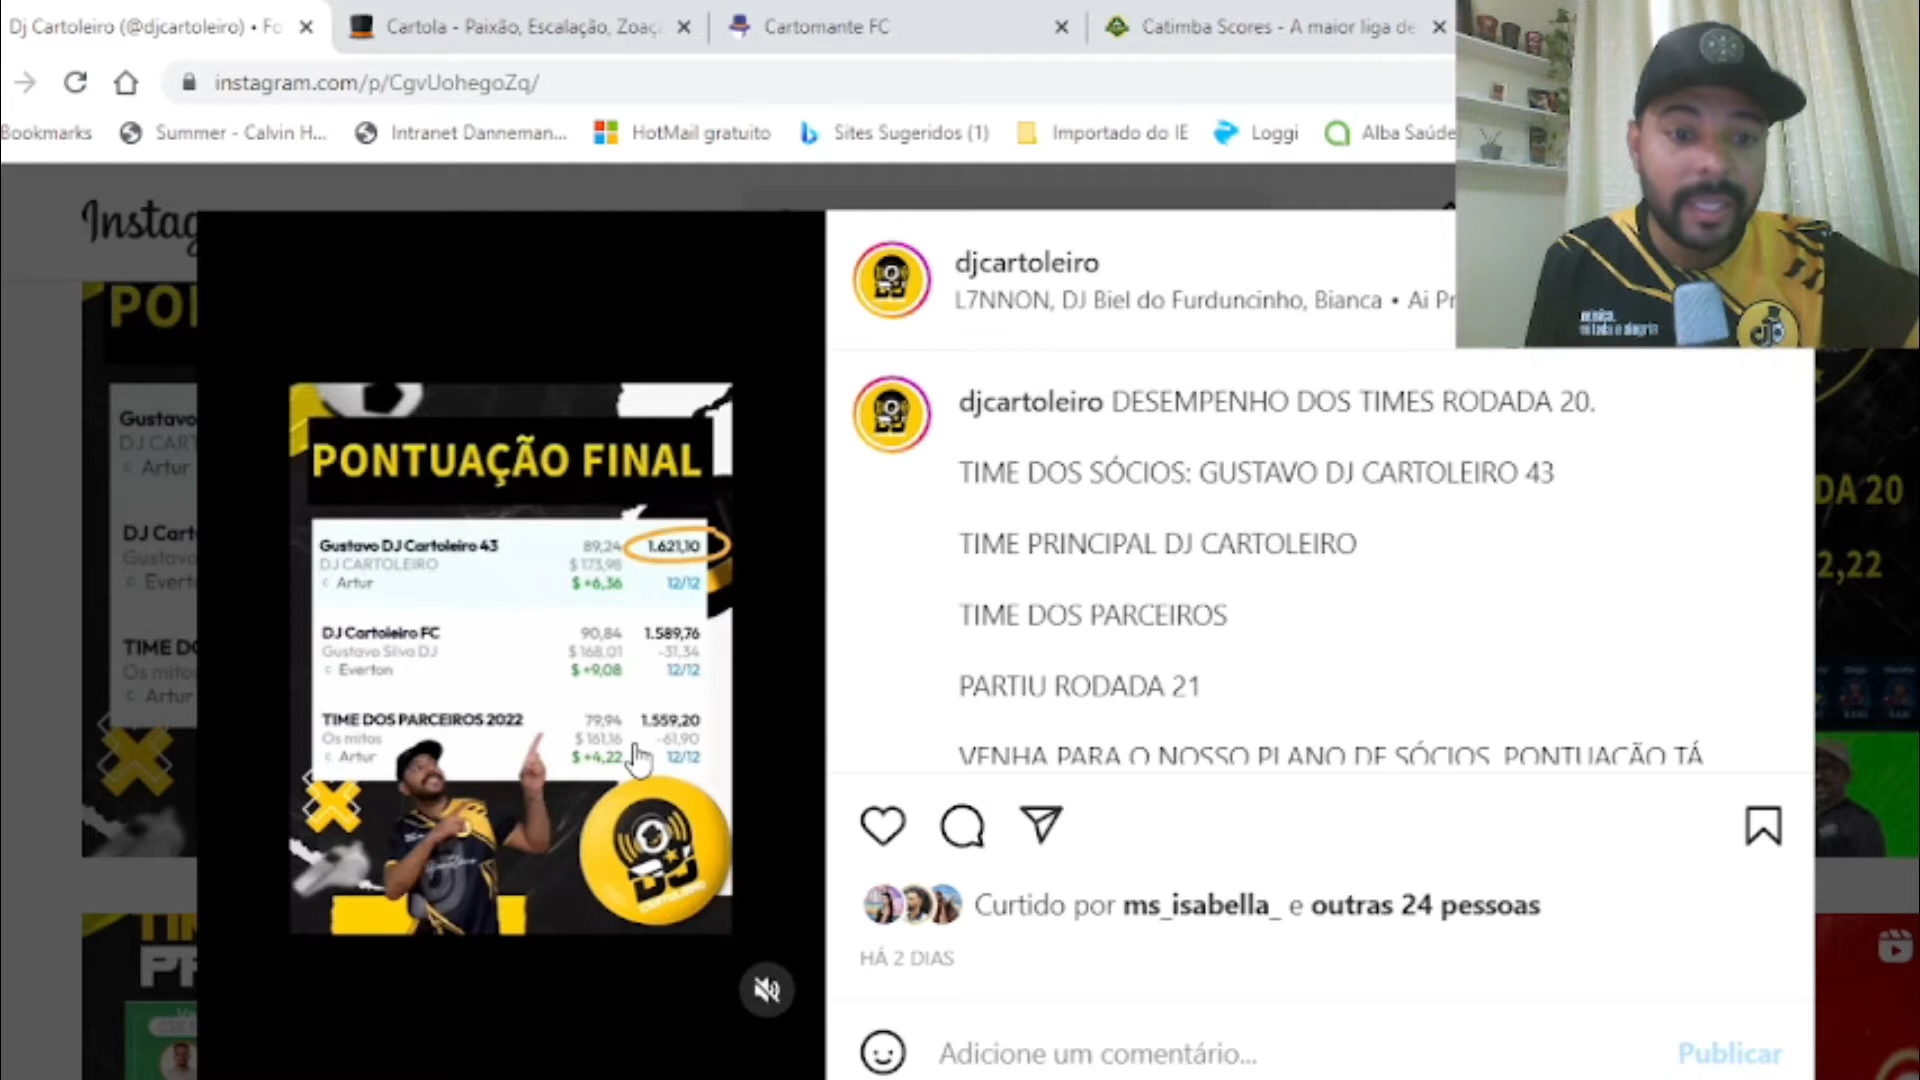 Dj Cartoleiro (@djcartoleiro) • Fo
Cartola - Paixão, Escalação, Zoaç
Cartomante FC
Catimba Scores - A maior liga de
instagram.com/p/CgvUohegoZq/
Bookmarks
Summer - Calvin H...
Intranet Danneman...
HotMail gratuito
Sites Sugeridos (1)
Importado do IE
Loggi
Alba Saúde
Instag
djcartoleiro
L7NNON, DJ Biel do Furduncinho, Bianca • Ai Pr
djcartoleiro DESEMPENHO DOS TIMES RODADA 20.
TIME DOS SÓCIOS: GUSTAVO DJ CARTOLEIRO 43
TIME PRINCIPAL DJ CARTOLEIRO
TIME DOS PARCEIROS
PARTIU RODADA 21
VENHA PARA O NOSSO PLANO DE SÓCIOS, PONTUAÇÃO TÁ
PONTUAÇÃO FINAL
Gustavo DJ Cartoleiro 43 89,24 1.621,10
DJ CARTOLEIRO $ 173,98
c Artur $ +6,36 12/12
DJ Cartoleiro FC 90,84 1.589,76
Gustavo Silva DJ $ 168,01 -31,34
c Everton $ +9,08 12/12
TIME DOS PARCEIROS 2022 79,94 1.559,20
Os mitos $ 161,16 -61,90
c Artur $ +4,22 12/12
DJ
PO
Gustavo
DJ CART
c Artur
DJ Cart
Gustavo
c Evert
TIME DO
Os mito
c Artur
DA 20
2,22
Curtido por ms_isabella_ e outras 24 pessoas
HÁ 2 DIAS
Adicione um comentário...
Publicar